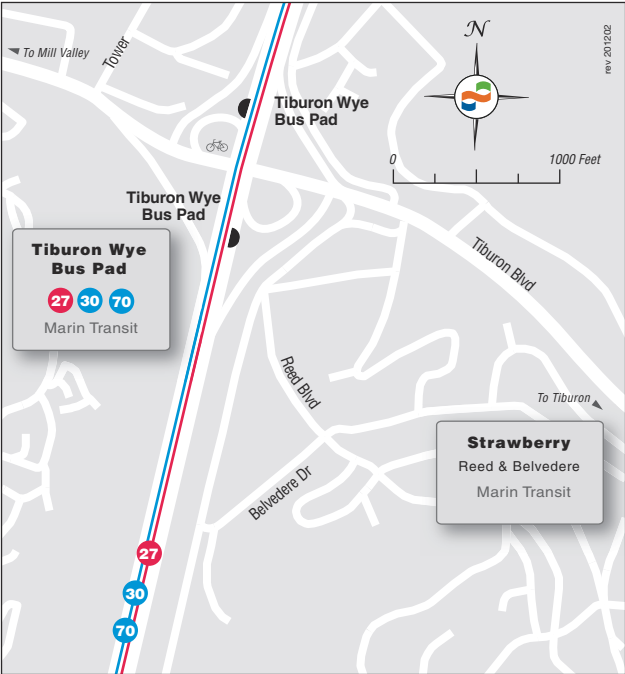 To Mill Valley
Tower
N
rev 201202
Tiburon Wye
Bus Pad
0
1000 Feet
Tiburon Wye
Bus Pad
Tiburon Wye
Bus Pad
27 30 70
Marin Transit
Tiburon Blvd
Reed Blvd
To Tiburon
Strawberry
Reed & Belvedere
Marin Transit
Belvedere Dr
27
30
70